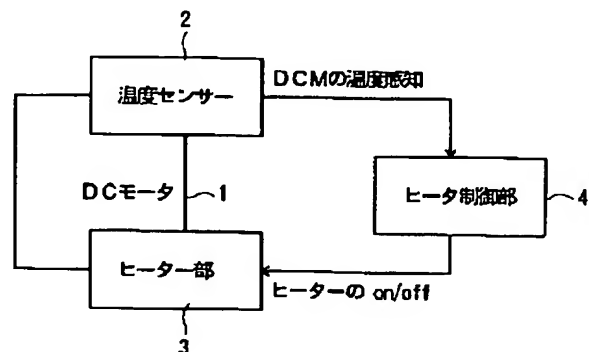 2
温度センサー
DCMの温度感知
DCモータ
1
ヒータ制御部
4
ヒーター部
ヒーターの on/off
3